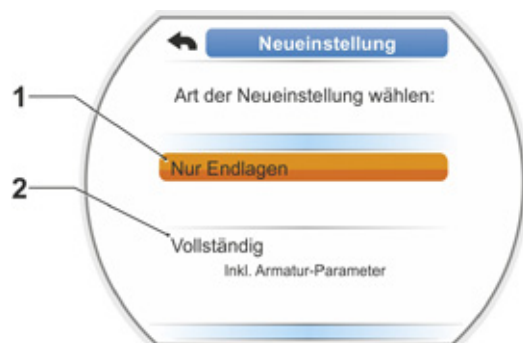 Neueinstellung
Art der Neueinstellung wählen:
1
Nur Endlagen
2
Vollständig
Inkl. Armatur-Parameter